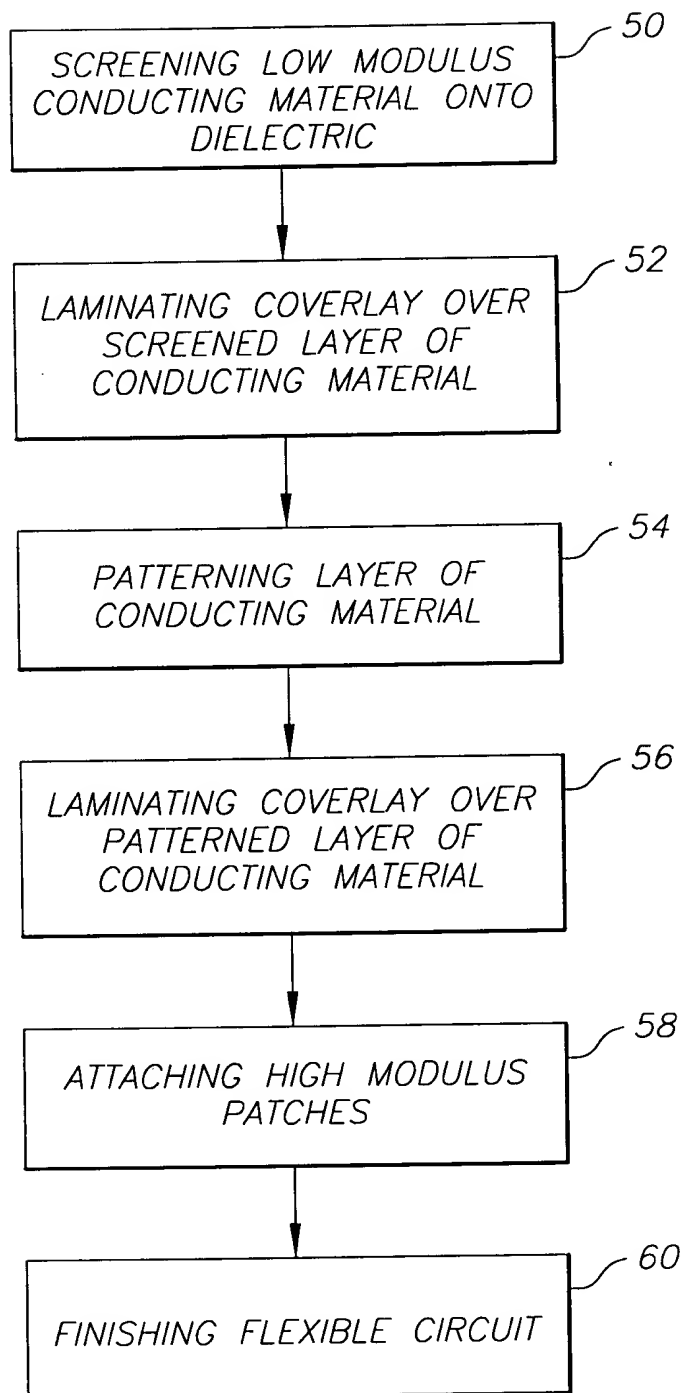 50
SCREENING LOW MODULUS
CONDUCTING MATERIAL ONTO
DIELECTRIC
52
LAMINATING COVERLAY OVER
SCREENED LAYER OF
CONDUCTING MATERIAL
54
PATTERNING LAYER OF
CONDUCTING MATERIAL
56
LAMINATING COVERLAY OVER
PATTERNED LAYER OF
CONDUCTING MATERIAL
58
ATTACHING HIGH MODULUS
PATCHES
60
FINISHING FLEXIBLE CIRCUIT